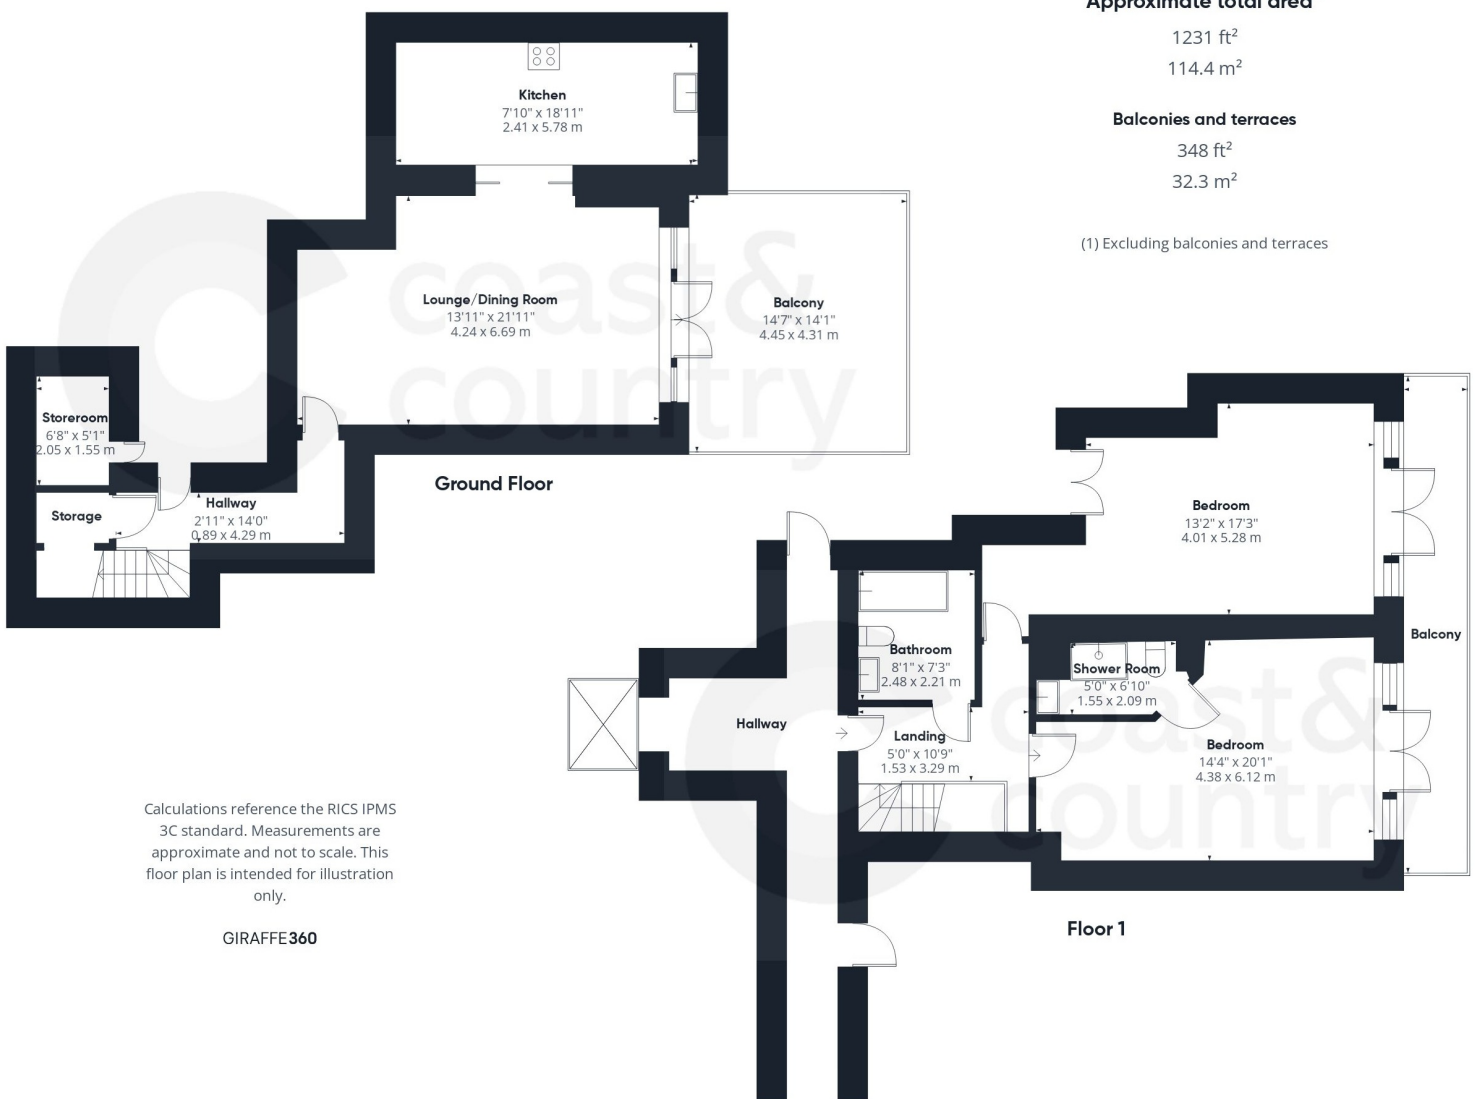 Approximate total area
1231 ft²
114.4 m²
Balconies and terraces
348 ft²
32.3 m²
(1) Excluding balconies and terraces
Kitchen
7'10" x 18'11"
2.41 x 5.78 m
Lounge/Dining Room
13'11" x 21'11"
4.24 x 6.69 m
Balcony
14'7" x 14'1"
4.45 x 4.31 m
Storeroom
6'8" x 5'1"
2.05 x 1.55 m
Storage
Hallway
2'11" x 14'0"
0.89 x 4.29 m
Ground Floor
Bedroom
13'2" x 17'3"
4.01 x 5.28 m
Balcony
Bathroom
8'1" x 7'3"
2.48 x 2.21 m
Shower Room
5'0" x 6'10"
1.55 x 2.09 m
Hallway
Landing
5'0" x 10'9"
1.53 x 3.29 m
Bedroom
14'4" x 20'1"
4.38 x 6.12 m
Floor 1
Calculations reference the RICS IPMS
3C standard. Measurements are
approximate and not to scale. This
floor plan is intended for illustration
only.
GIRAFFE360
coast&
country
coast&
country